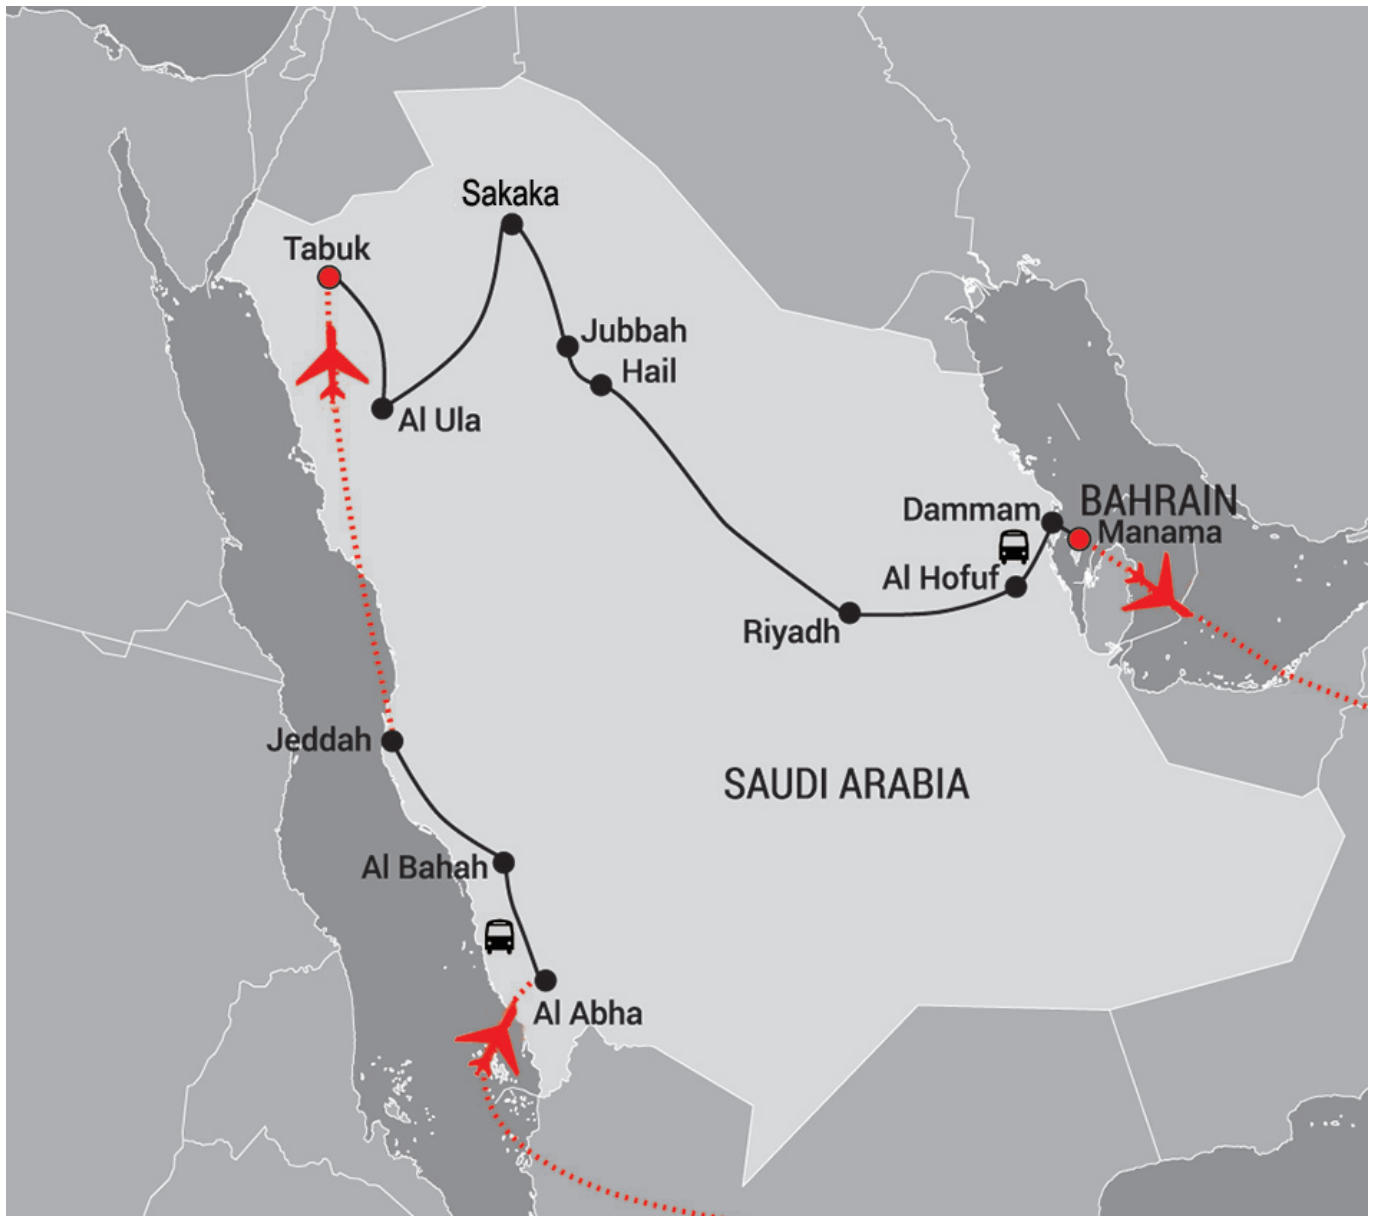 Sakaka
Tabuk
Jubbah
Hail
Al Ula
BAHRAIN
Dammam
Manama
Al Hofuf
Riyadh
Jeddah
SAUDI ARABIA
Al Bahah
Al Abha